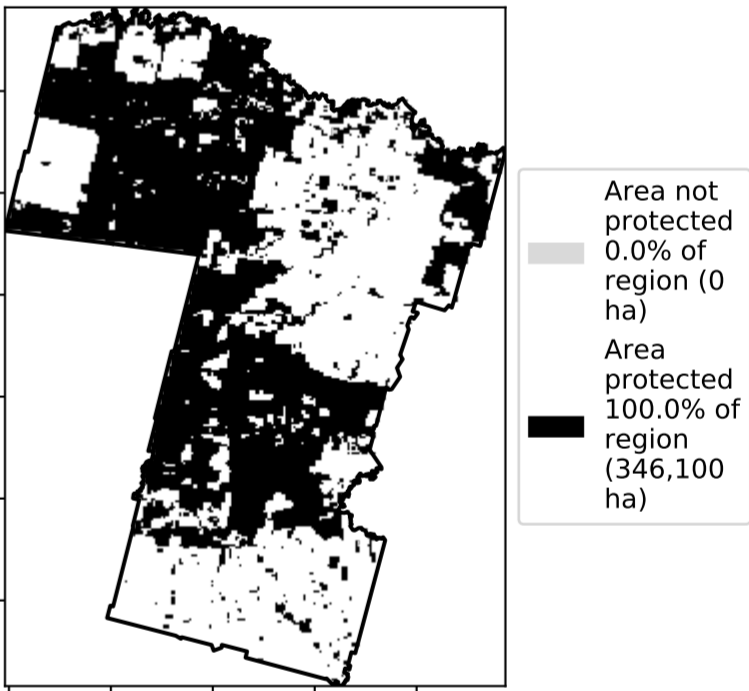 Area not
protected
0.0% of
region (0
ha)
Area
protected
100.0% of
region
(346,100
ha)